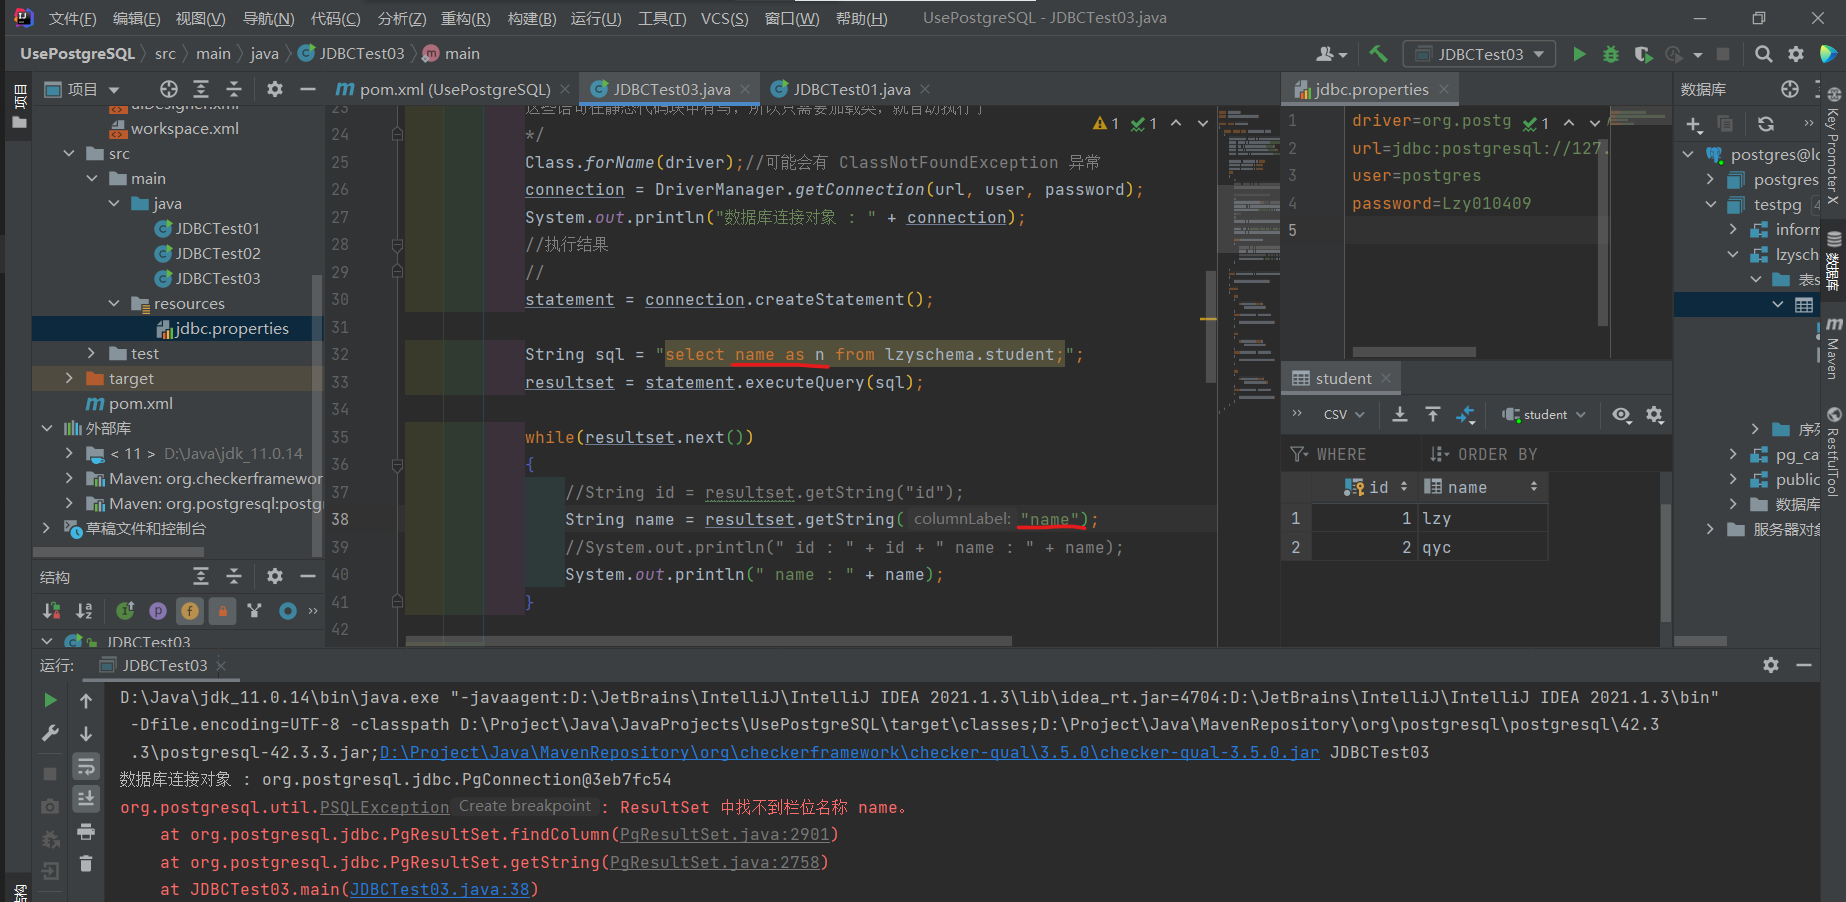 文件(F) 编辑(E) 视图(V) 导航(N) 代码(C) 分析(Z) 重构(R) 构建(B) 运行(U) 工具(T) VCS(S) 窗口(W) 帮助(H) UsePostgreSQL - JDBCTest03.java
UsePostgreSQL src main java JDBCTest03 main JDBCTest03
项目
pom.xml (UsePostgreSQL) JDBCTest03.java JDBCTest01.java
jdbc.properties
数据库
workspace.xml
src
main
java
JDBCTest01
JDBCTest02
JDBCTest03
resources
jdbc.properties
test
target
pom.xml
外部库
< 11 > D:\Java\jdk_11.0.14
Maven: org.checkerframewor
Maven: org.postgresql:postg
草稿文件和控制台
结构
JDBCTest03
1 1
24 */
25 Class.forName(driver);//可能会有 ClassNotFoundException 异常
26 connection = DriverManager.getConnection(url, user, password);
27 System.out.println("数据库连接对象 : " + connection);
28 //执行结果
29 //
30 statement = connection.createStatement();
31
32 String sql = "select name as n from lzyschema.student;";
33 resultset = statement.executeQuery(sql);
34
35 while(resultset.next())
36 {
37 //String id = resultset.getString("id");
38 String name = resultset.getString( columnLabel: "name");
39 //System.out.println(" id : " + id + " name : " + name);
40 System.out.println(" name : " + name);
41 }
42
1 driver=org.postg 1
2 url=jdbc:postgresql://127.
3 user=postgres
4 password=Lzy010409
5
student
CSV student
WHERE ORDER BY
id name
1 1 lzy
2 2 qyc
postgres@lo
postgres
testpg 4
inform
lzysch
表
序列
pg_ca
public
数据库
服务器对象
Key Promoter X
数据库
Maven
RestfulTool
项目
结构
运行: JDBCTest03
D:\Java\jdk_11.0.14\bin\java.exe "-javaagent:D:\JetBrains\IntelliJ\IntelliJ IDEA 2021.1.3\lib\idea_rt.jar=4704:D:\JetBrains\IntelliJ\IntelliJ IDEA 2021.1.3\bin"
-Dfile.encoding=UTF-8 -classpath D:\Project\Java\JavaProjects\UsePostgreSQL\target\classes;D:\Project\Java\MavenRepository\org\postgresql\postgresql\42.3
.3\postgresql-42.3.3.jar;D:\Project\Java\MavenRepository\org\checkerframework\checker-qual\3.5.0\checker-qual-3.5.0.jar JDBCTest03
数据库连接对象 : org.postgresql.jdbc.PgConnection@3eb7fc54
org.postgresql.util.PSQLException Create breakpoint : ResultSet 中找不到栏位名称 name。
at org.postgresql.jdbc.PgResultSet.findColumn(PgResultSet.java:2901)
at org.postgresql.jdbc.PgResultSet.getString(PgResultSet.java:2758)
at JDBCTest03.main(JDBCTest03.java:38)